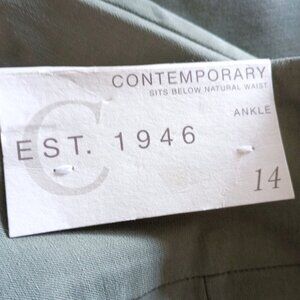 CONTEMPORARY
SITS BELOW NATURAL WAIST
ANKLE
C
EST. 1946
14